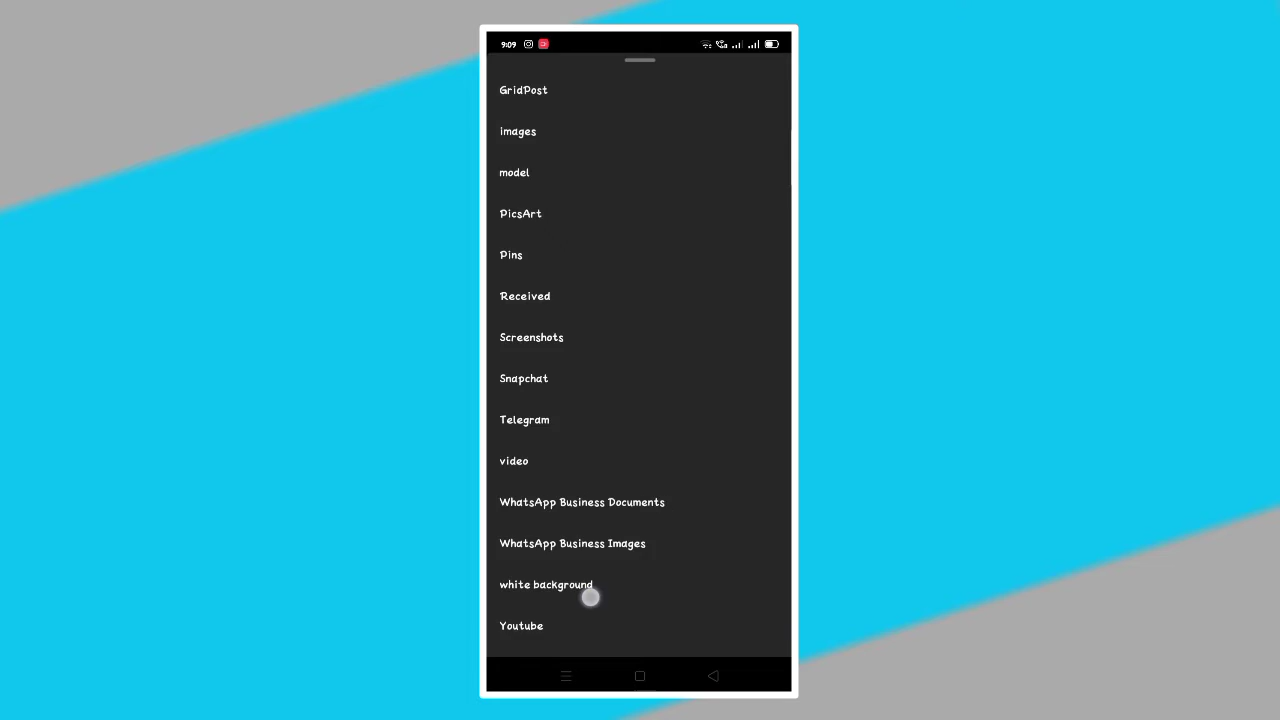 9:09
GridPost
images
model
PicsArt
Pins
Received
Screenshots
Snapchat
Telegram
video
WhatsApp Business Documents
WhatsApp Business Images
white background
Youtube